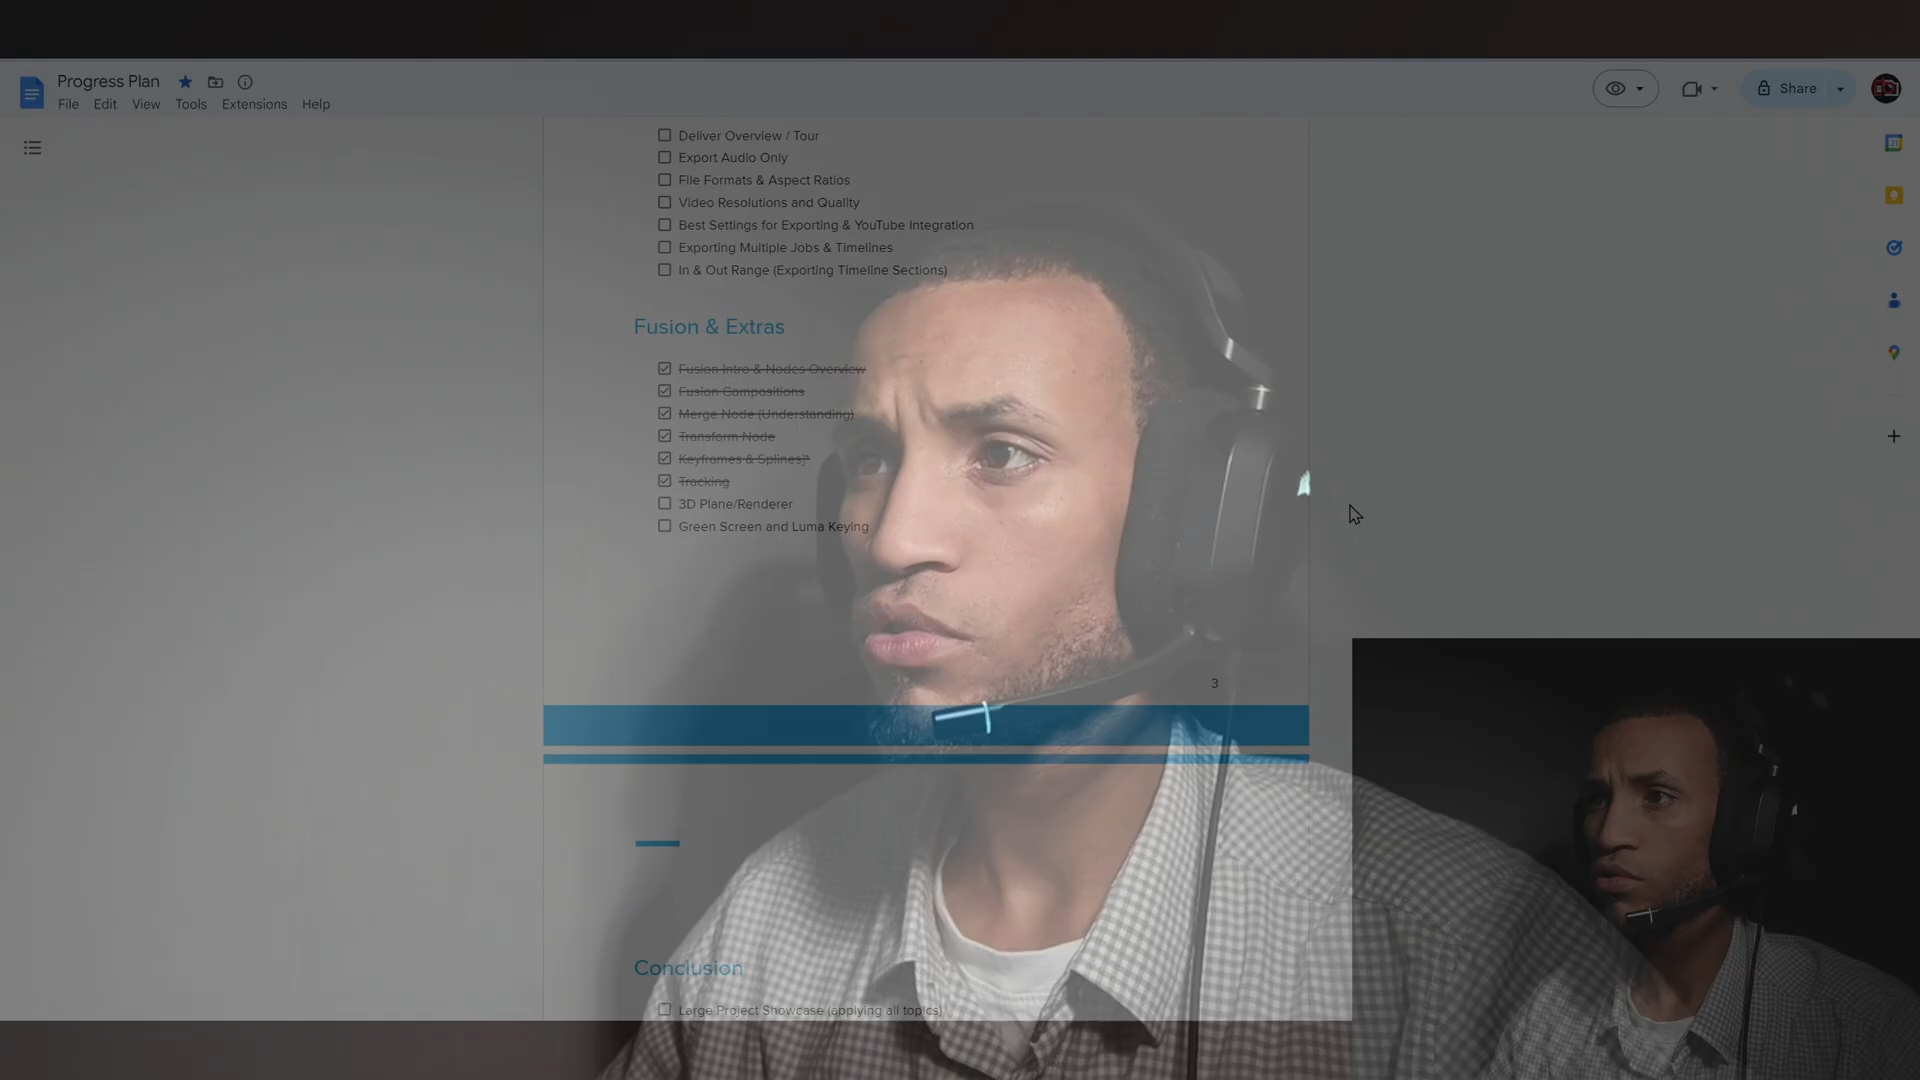 Progress Plan
File Edit View Tools Extensions Help
Share
31
Deliver Overview / Tour
Export Audio Only
File Formats & Aspect Ratios
Video Resolutions and Quality
Best Settings for Exporting & YouTube Integration
Exporting Multiple Jobs & Timelines
In & Out Range (Exporting Timeline Sections)
Fusion & Extras
Fusion Intro & Nodes Overview
Fusion Compositions
Merge Node (Understanding)
Transform Node
Keyframes & Splines]*
Tracking
3D Plane/Renderer
Green Screen and Luma Keying
3
Conclusion
Large Project Showcase (applying all topics)